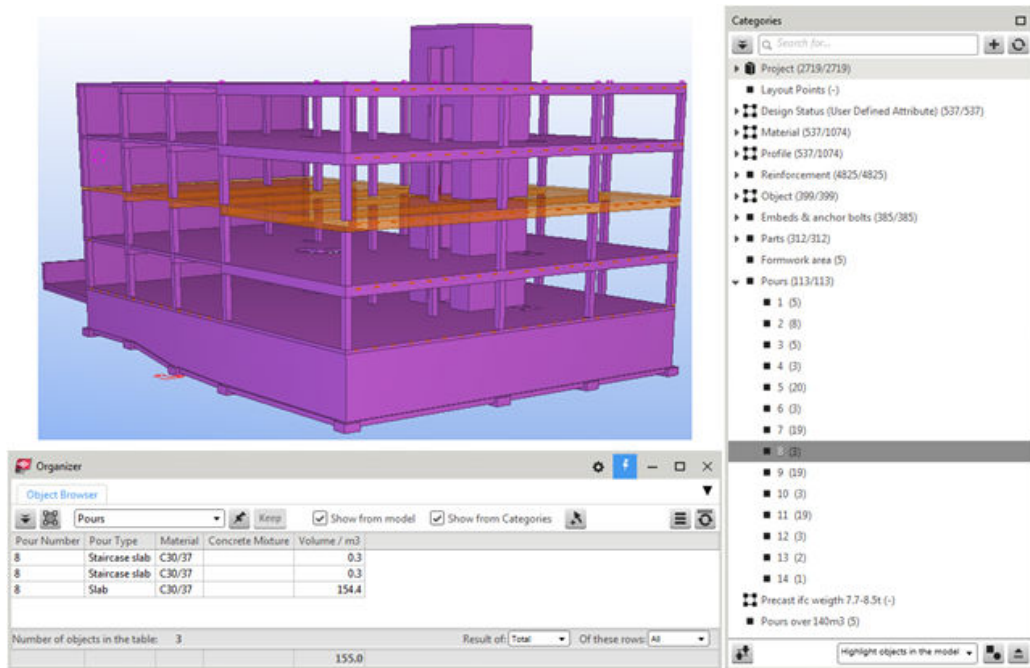 Categories
Search for...
Project (2719/2719)
Layout Points (-)
Design Status (User Defined Attribute) (537/537)
Material (537/1074)
Profile (537/1074)
Reinforcement (4825/4825)
Object (399/399)
Embeds & anchor bolts (385/385)
Parts (312/312)
Formwork area (5)
Pours (113/113)
1 (5)
2 (8)
3 (5)
4 (3)
5 (20)
6 (3)
7 (19)
8 (3)
9 (19)
10 (3)
11 (19)
12 (3)
13 (2)
14 (1)
Precast ifc weigth 7.7-8.5t (-)
Pours over 140m3 (5)
Highlight objects in the model
Organizer
Object Browser
Pours Keep Show from model Show from Categories
Pour Number Pour Type Material Concrete Mixture Volume / m3
8 Staircase slab C30/37 0.3
8 Staircase slab C30/37 0.3
8 Slab C30/37 154.4
Number of objects in the table: 3 Result of: Total Of these rows: All
155.0